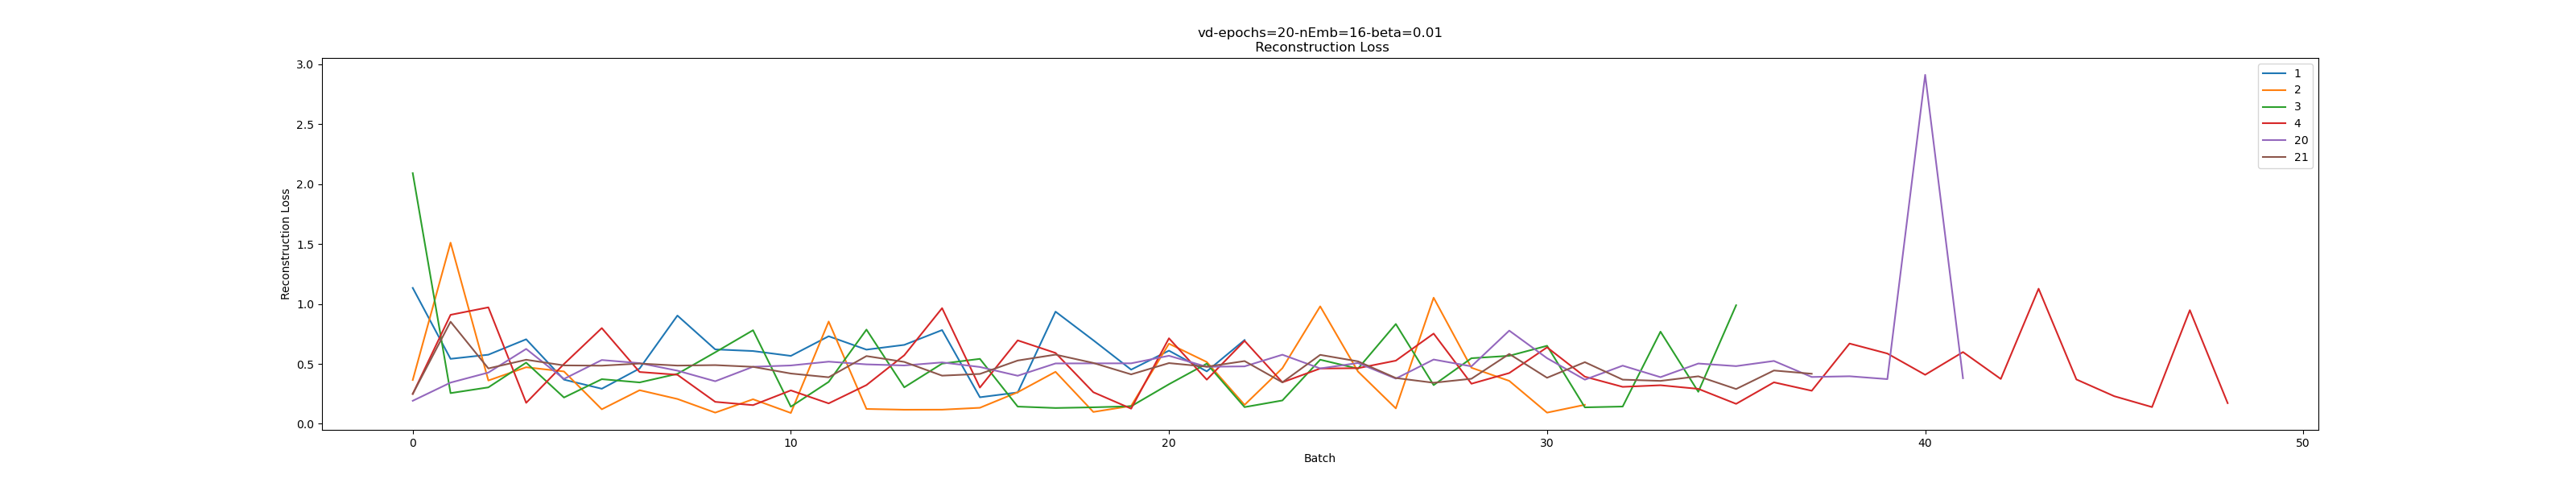 vd-epochs=20-nEmb=16-beta=0.01
Reconstruction Loss
3.0
2.5
2.0
1.5
1.0
0.5
0.0
Reconstruction Loss
1
2
3
4
20
21
0 10 20 30 40 50
Batch